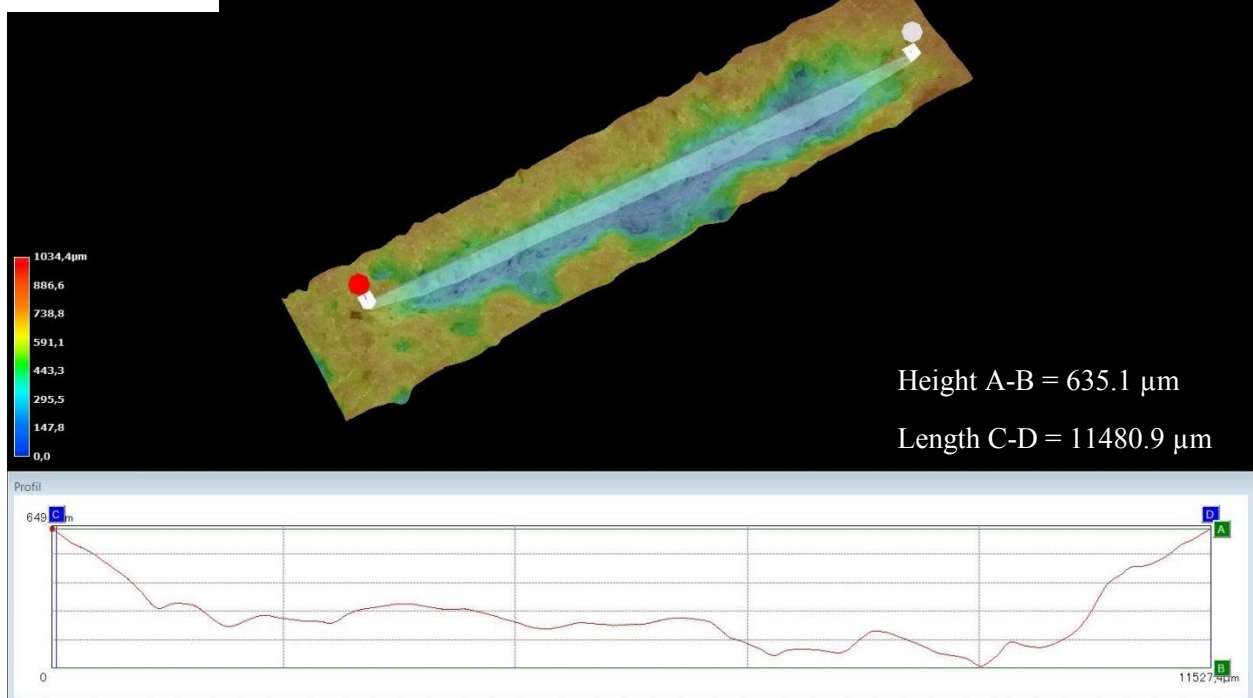 1034,4µm
886,6
738,8
591,1
443,3
295,5
147,8
0,0
Height A-B = 635.1 µm
Length C-D = 11480.9 µm
Profil
649 C m
D
A
B
0
11527,4µm